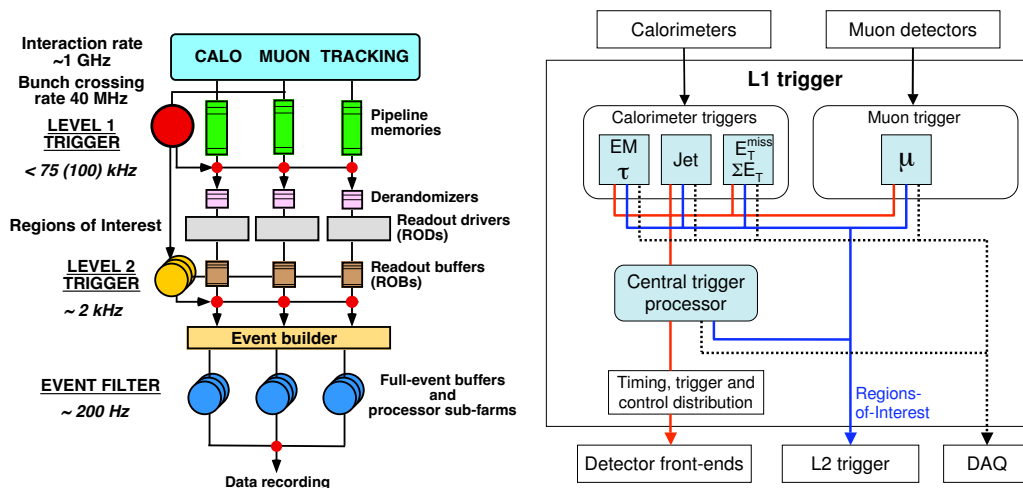 Interaction rate
~1 GHz
Bunch crossing
rate 40 MHz
LEVEL 1
TRIGGER
< 75 (100) kHz
Regions of Interest
LEVEL 2
TRIGGER
~ 2 kHz
EVENT FILTER
~ 200 Hz
CALO MUON TRACKING
Pipeline
memories
Derandomizers
Readout drivers
(RODs)
Readout buffers
(ROBs)
Event builder
Full-event buffers
and
processor sub-farms
Data recording
Calorimeters
Muon detectors
L1 trigger
Calorimeter triggers
EM
τ
Jet
E_T^miss
ΣE_T
Muon trigger
μ
Central trigger
processor
Timing, trigger and
control distribution
Regions-
of-Interest
Detector front-ends
L2 trigger
DAQ